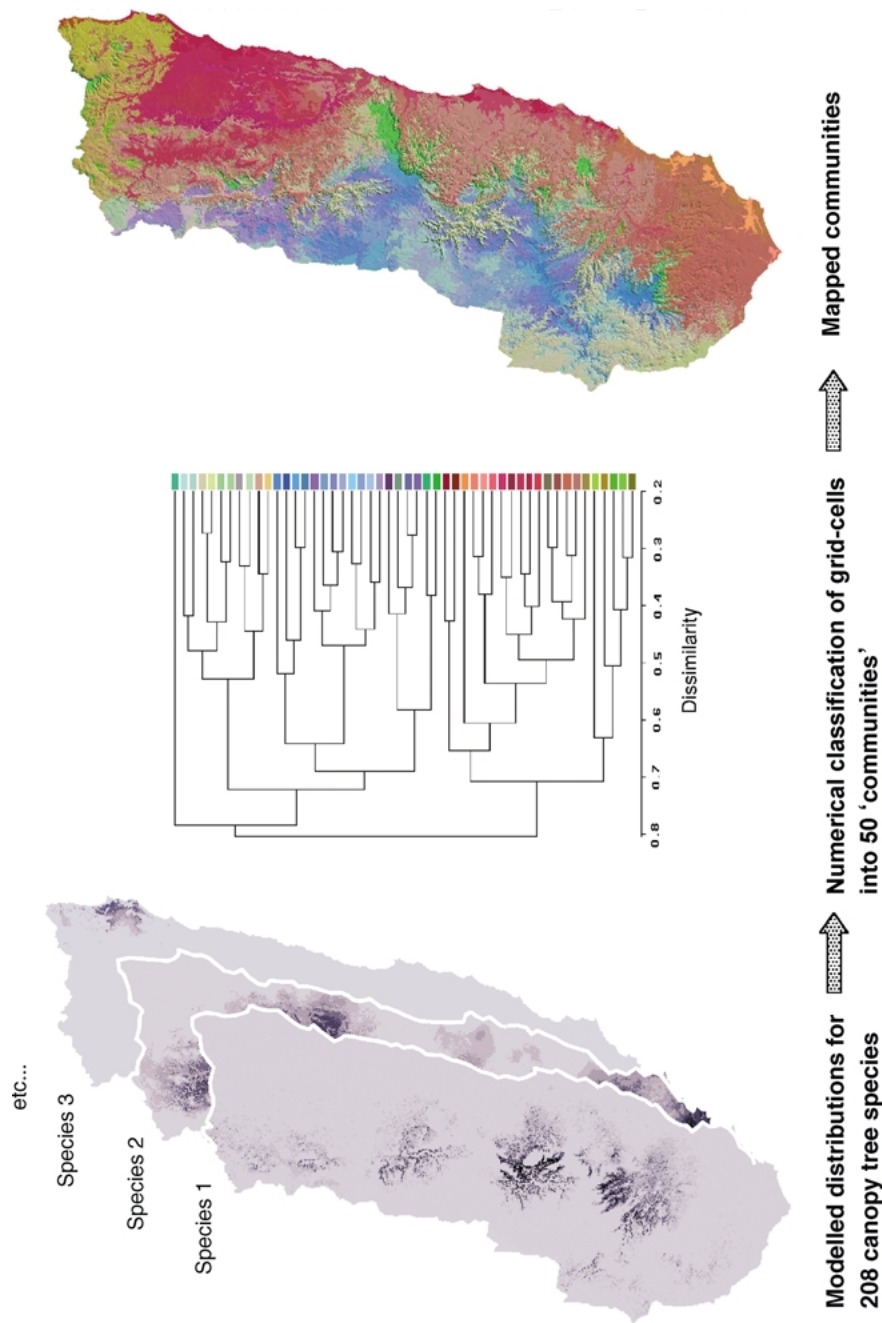 etc...
Species 3
Species 2
Species 1
0.8 0.7 0.6 0.5 0.4 0.3 0.2
Dissimilarity
Modelled distributions for
208 canopy tree species
Numerical classification of grid-cells
into 50 ‘communities’
Mapped communities